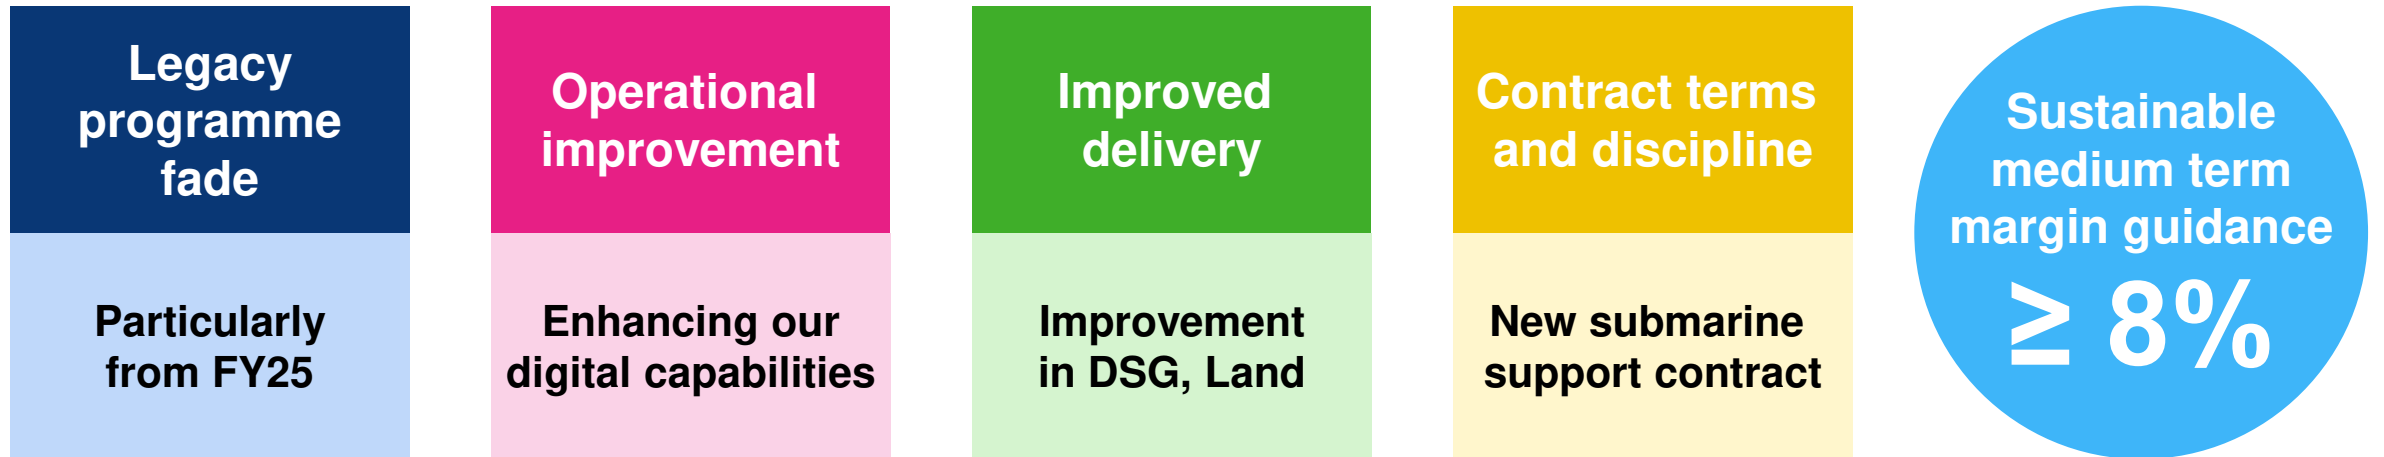 Legacy
programme
fade
Particularly
from FY25
Operational
improvement
Enhancing our
digital capabilities
Improved
delivery
Improvement
in DSG, Land
Contract terms
and discipline
New submarine
support contract
Sustainable
medium term
margin guidance
≥ 8%